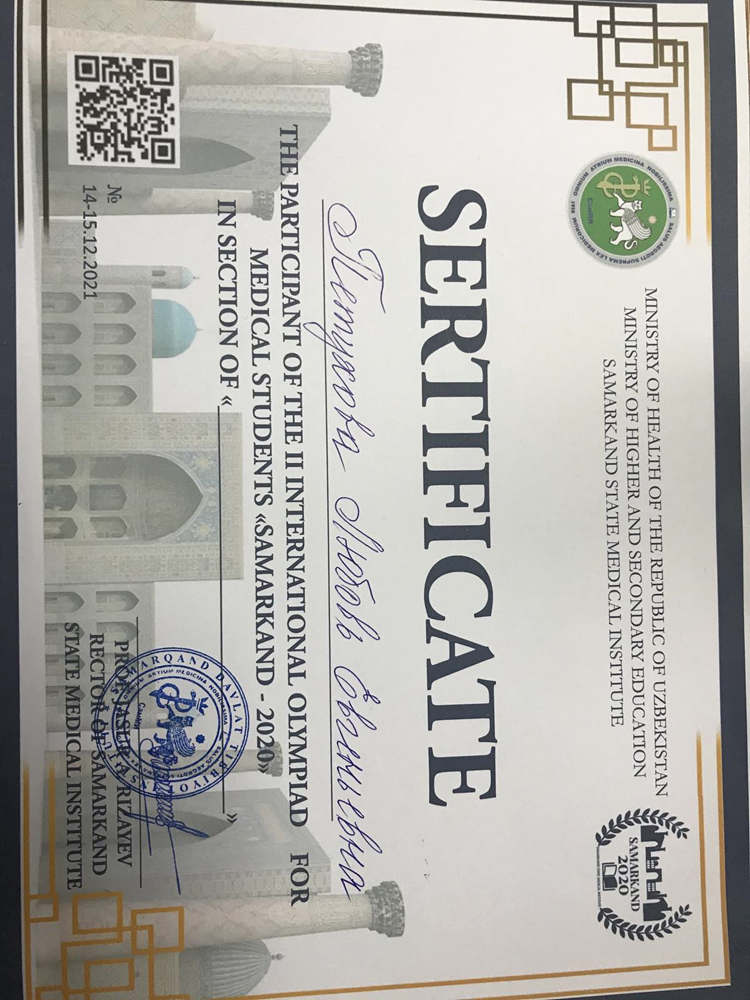 MINISTRY OF HEALTH OF THE REPUBLIC OF UZBEKISTAN
MINISTRY OF HIGHER AND SECONDARY EDUCATION
SAMARKAND STATE MEDICAL INSTITUTE
SAMARKAND
2020
SERTIFICATE
Петухова Любовь Евгеньевна
THE PARTICIPANT OF THE II INTERNATIONAL OLYMPIAD FOR
MEDICAL STUDENTS «SAMARKAND - 2020»
IN SECTION OF « »
№
14-15.12.2021
RIZAYEV
RECTOR OF SAMARKAND
STATE MEDICAL INSTITUTE